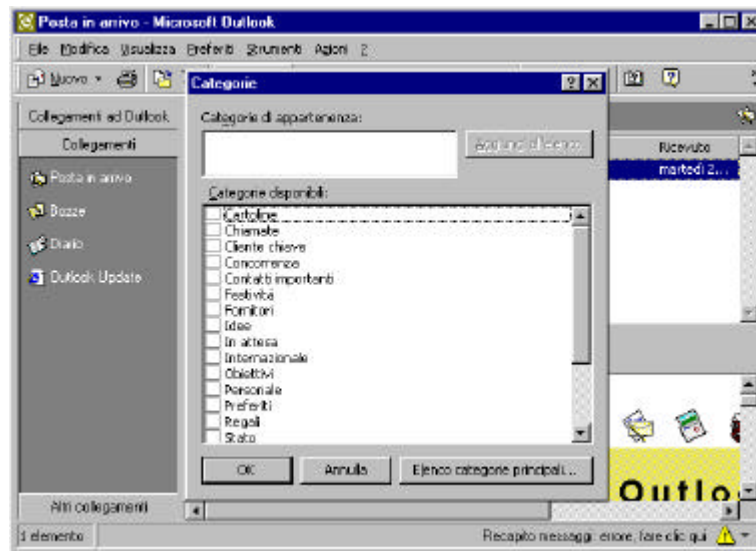 Posta in arrivo - Microsoft Outlook
File Modifica Visualizza Preferiti Strumenti Azioni ?
Nuovo
Categorie
Collegamenti ad Outlook
Categorie di appartenenza:
Aggiungi all'elenco
Collegamenti
Ricevuto
Posta in arrivo
martedì 2...
Categorie disponibili:
Bozze
Cartoline
Chiamate
Diario
Cliente chiave
Concorrenza
Outlook Update
Contatti importanti
Festività
Fornitori
Idee
In attesa
Internazionale
Obiettivi
Personale
Preferiti
Regali
Stato
OK Annulla Elenco categorie principali...
Outlo
Altri collegamenti
1 elemento
Recapito messaggi: errore, fare clic qui